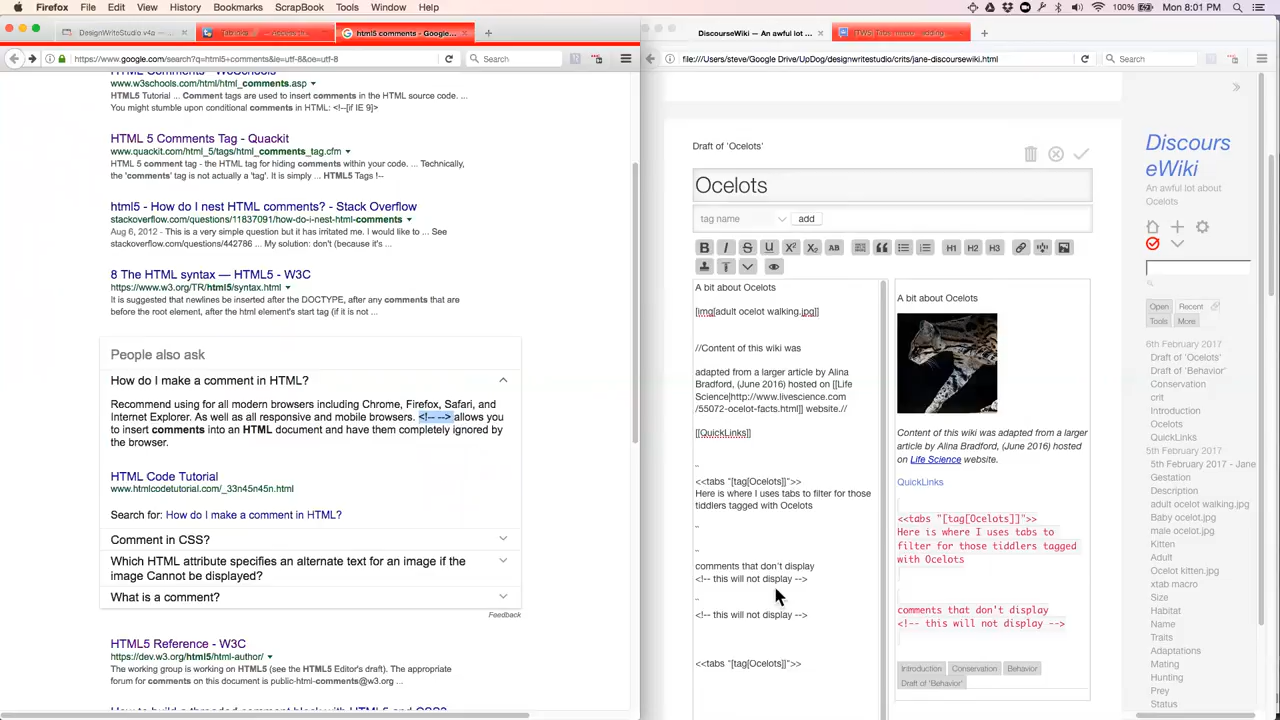 Firefox File Edit View History Bookmarks ScrapBook Tools Window Help
100% Mon 8:01 PM
DesignWriteStudio v4a —
html5 comments - Google...
DiscourseWiki — An awful lot ...
[TW5] Tabs macro - adding...
https://www.google.com/search?q=html5+comments&ie=utf-8&oe=utf-8
Search
file:///Users/steve/Google Drive/UpDog/designwritestudio/crits/jane-discoursewiki.html
Search
www.w3schools.com/html/html_comments.asp
HTML5 Tutorial ... Comment tags are used to insert comments in the HTML source code. ...
You might stumble upon conditional comments in HTML: <!--[if IE 9]>
HTML 5 Comments Tag - Quackit
www.quackit.com/html_5/tags/html_comments_tag.cfm
HTML 5 comment tag - the HTML tag for hiding comments within your code. ... Technically,
the 'comments' tag is not actually a 'tag'. It is simply ... HTML5 Tags !--
html5 - How do I nest HTML comments? - Stack Overflow
stackoverflow.com/questions/11837091/how-do-i-nest-html-comments
Aug 6, 2012 - This is a very simple question but it has irritated me. I would like to ... See
stackoverflow.com/questions/442786 ... My solution: don't (because it's ...
8 The HTML syntax — HTML5 - W3C
https://www.w3.org/TR/html5/syntax.html
It is suggested that newlines be inserted after the DOCTYPE, after any comments that are
before the root element, after the html element's start tag (if it is not ...
People also ask
How do I make a comment in HTML?
Recommend using for all modern browsers including Chrome, Firefox, Safari, and
Internet Explorer. As well as all responsive and mobile browsers. <!-- --> allows you
to insert comments into an HTML document and have them completely ignored by
the browser.
HTML Code Tutorial
www.htmlcodetutorial.com/_33n45n45n.html
Search for: How do I make a comment in HTML?
Comment in CSS?
Which HTML attribute specifies an alternate text for an image if the
image Cannot be displayed?
What is a comment?
Feedback
HTML5 Reference - W3C
https://dev.w3.org/html5/html-author/
The working group is working on HTML5 (see the HTML5 Editor's draft). The appropriate
forum for comments on this document is public-html-comments@w3.org ...
How to build a threaded comment block with HTML5 and CSS3?
Draft of 'Ocelots'
Ocelots
tag name
add
B I S U X² X₂ AB H1 H2 H3
A bit about Ocelots
[img[adult ocelot walking.jpg]]
//Content of this wiki was
adapted from a larger article by Alina
Bradford, (June 2016) hosted on [[Life
Science|http://www.livescience.com
/55072-ocelot-facts.html]] website.//
[[QuickLinks]]
<<tabs "[tag[Ocelots]]">>
Here is where I uses tabs to filter for those
tiddlers tagged with Ocelots
comments that don't display
<!-- this will not display -->
<!-- this will not display -->
<<tabs "[tag[Ocelots]]">>
A bit about Ocelots
Content of this wiki was adapted from a larger
article by Alina Bradford, (June 2016) hosted
on Life Science website.
QuickLinks
<<tabs "[tag[Ocelots]]">>
Here is where I uses tabs to
filter for those tiddlers tagged
with Ocelots
comments that don't display
<!-- this will not display -->
Introduction Conservation Behavior
Draft of 'Behavior'
Discours
eWiki
An awful lot about
Ocelots
Open Recent
Tools More
6th February 2017
Draft of 'Ocelots'
Draft of 'Behavior'
Conservation
crit
Introduction
Ocelots
QuickLinks
5th February 2017
5th February 2017 - Jane
Gestation
Description
adult ocelot walking.jpg
Baby ocelot.jpg
male ocelot.jpg
Kitten
Adult
Ocelot kitten.jpg
xtab macro
Size
Habitat
Name
Traits
Adaptations
Mating
Hunting
Prey
Status